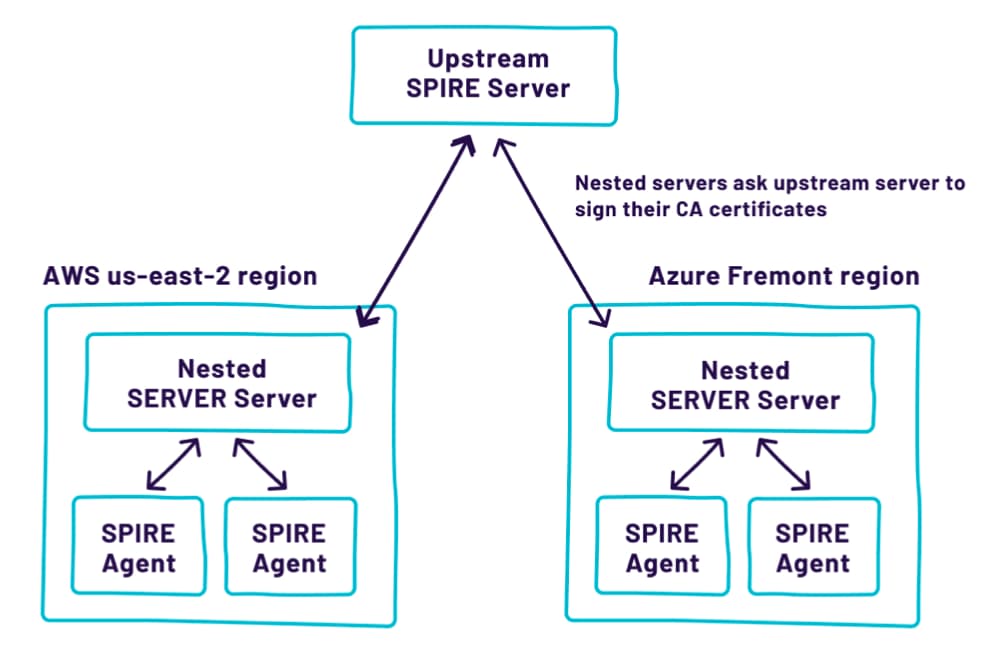 Upstream
SPIRE Server
Nested servers ask upstream server to
sign their CA certificates
AWS us-east-2 region
Azure Fremont region
Nested
SERVER Server
Nested
SERVER Server
SPIRE
Agent
SPIRE
Agent
SPIRE
Agent
SPIRE
Agent